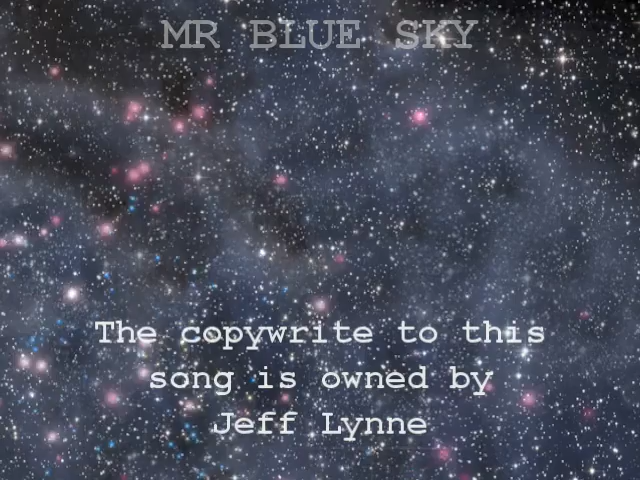 MR BLUE SKY
The copywrite to this
song is owned by
Jeff Lynne